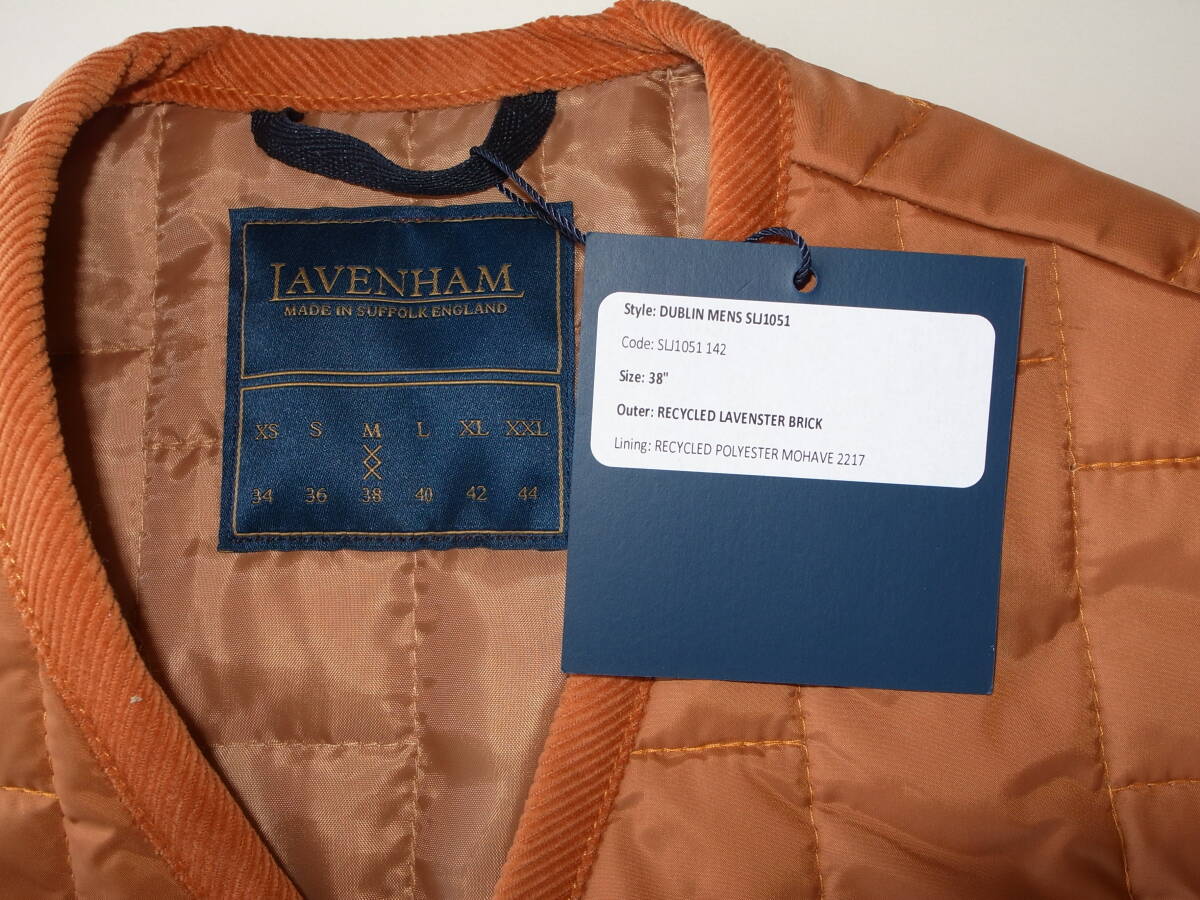 LAVENHAM
MADE IN SUFFOLK ENGLAND
XS S M L XL XXL
34 36 38 40 42 44
Style: DUBLIN MENS SLJ1051
Code: SLJ1051 142
Size: 38"
Outer: RECYCLED LAVENSTER BRICK
Lining: RECYCLED POLYESTER MOHAVE 2217